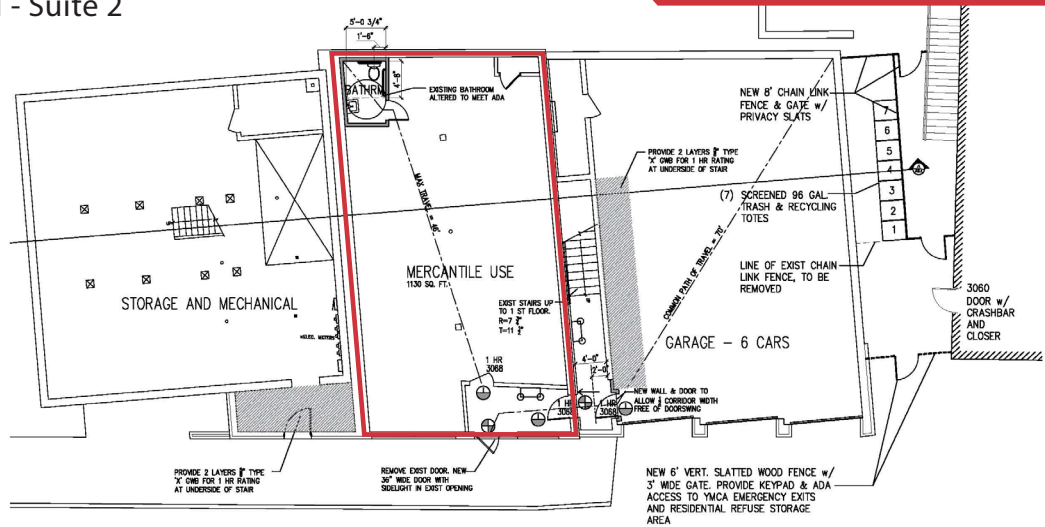 - Suite 2
5'-0 3/4"
1'-6"
4'-8"
BATHRM
EXISTING BATHROOM
ALTERED TO MEET ADA
NEW 8' CHAIN LINK
FENCE & GATE w/
PRIVACY SLATS
PROVIDE 2 LAYERS TYPE
'X' GWB FOR 1 HR RATING
AT UNDERSIDE OF STAIR
7
6
5
4
3
2
1
(7) SCREENED 96 GAL
TRASH & RECYCLING
TOTES
MAX TRAVEL =
COMMON PATH OF TRAVEL = 70'
LINE OF EXIST CHAIN
LINK FENCE, TO BE
REMOVED
MERCANTILE USE
1130 SQ. FT.
STORAGE AND MECHANICAL
ELEC. METERS
EXIST STAIRS UP
TO 1 ST FLOOR.
R=7
T=11
3060
DOOR w/
CRASHBAR
AND
CLOSER
GARAGE - 6 CARS
1 HR
3068
4'-0"
2'-0"
1 HR
3068
1 HR
3068
NEW WALL & DOOR TO
ALLOW CORRIDOR WIDTH
FREE OF DOORSWING
PROVIDE 2 LAYERS TYPE
'X' GWB FOR 1 HR RATING
AT UNDERSIDE OF STAIR
REMOVE EXIST DOOR. NEW
36" WIDE DOOR WITH
SIDELIGHT IN EXIST OPENING
NEW 6' VERT. SLATTED WOOD FENCE w/
3' WIDE GATE. PROVIDE KEYPAD & ADA
ACCESS TO YMCA EMERGENCY EXITS
AND RESIDENTIAL REFUSE STORAGE
AREA